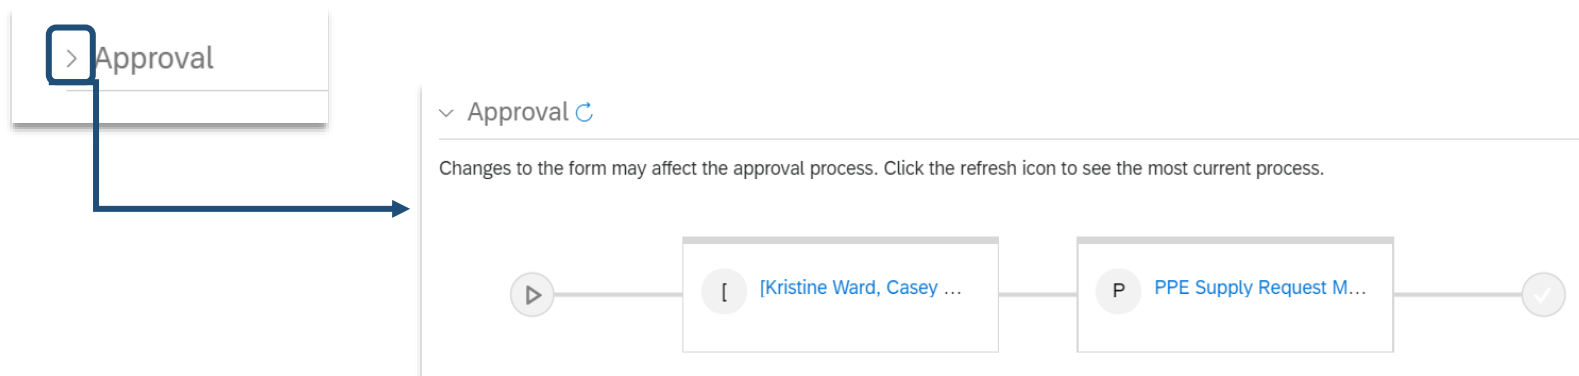 Approval
Approval
Changes to the form may affect the approval process. Click the refresh icon to see the most current process.
[ [Kristine Ward, Casey ...
P PPE Supply Request M...